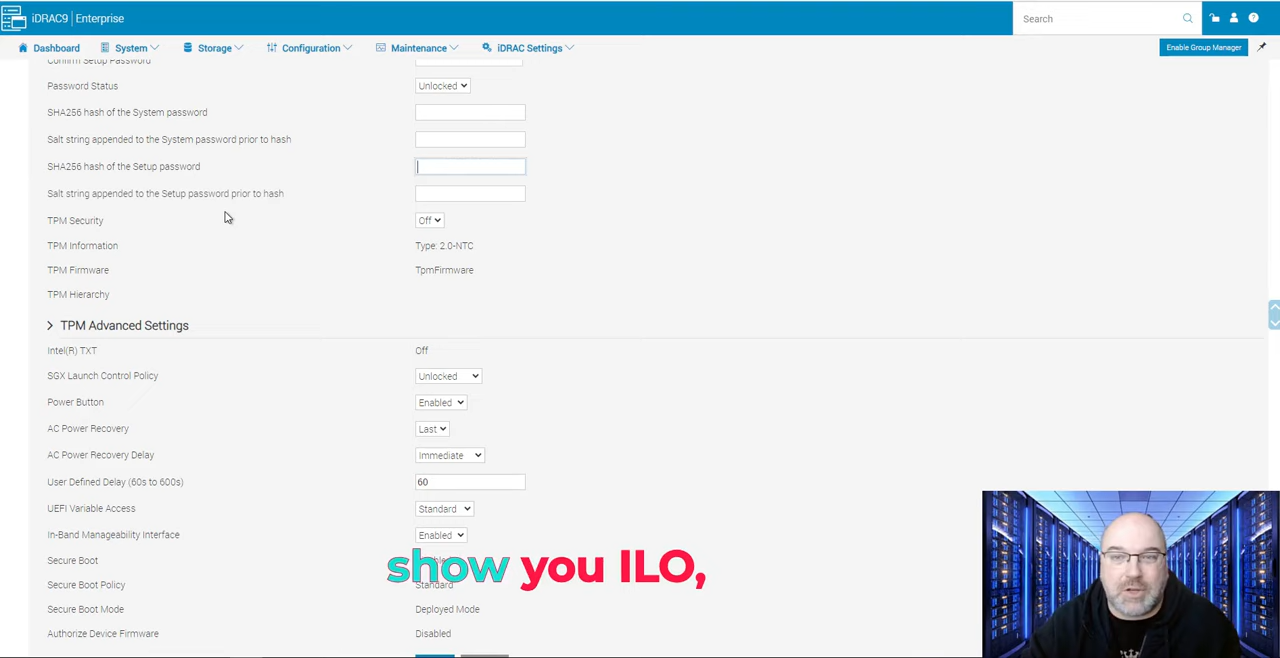 iDRAC9 | Enterprise
Search
Dashboard System Storage Configuration Maintenance iDRAC Settings
Enable Group Manager
Confirm Setup Password
Password Status Unlocked
SHA256 hash of the System password
Salt string appended to the System password prior to hash
SHA256 hash of the Setup password
Salt string appended to the Setup password prior to hash
TPM Security Off
TPM Information Type: 2.0-NTC
TPM Firmware TpmFirmware
TPM Hierarchy
TPM Advanced Settings
Intel(R) TXT Off
SGX Launch Control Policy Unlocked
Power Button Enabled
AC Power Recovery Last
AC Power Recovery Delay Immediate
User Defined Delay (60s to 600s) 60
UEFI Variable Access Standard
In-Band Manageability Interface Enabled
Secure Boot
show you ILO,
Secure Boot Policy Standard
Secure Boot Mode Deployed Mode
Authorize Device Firmware Disabled